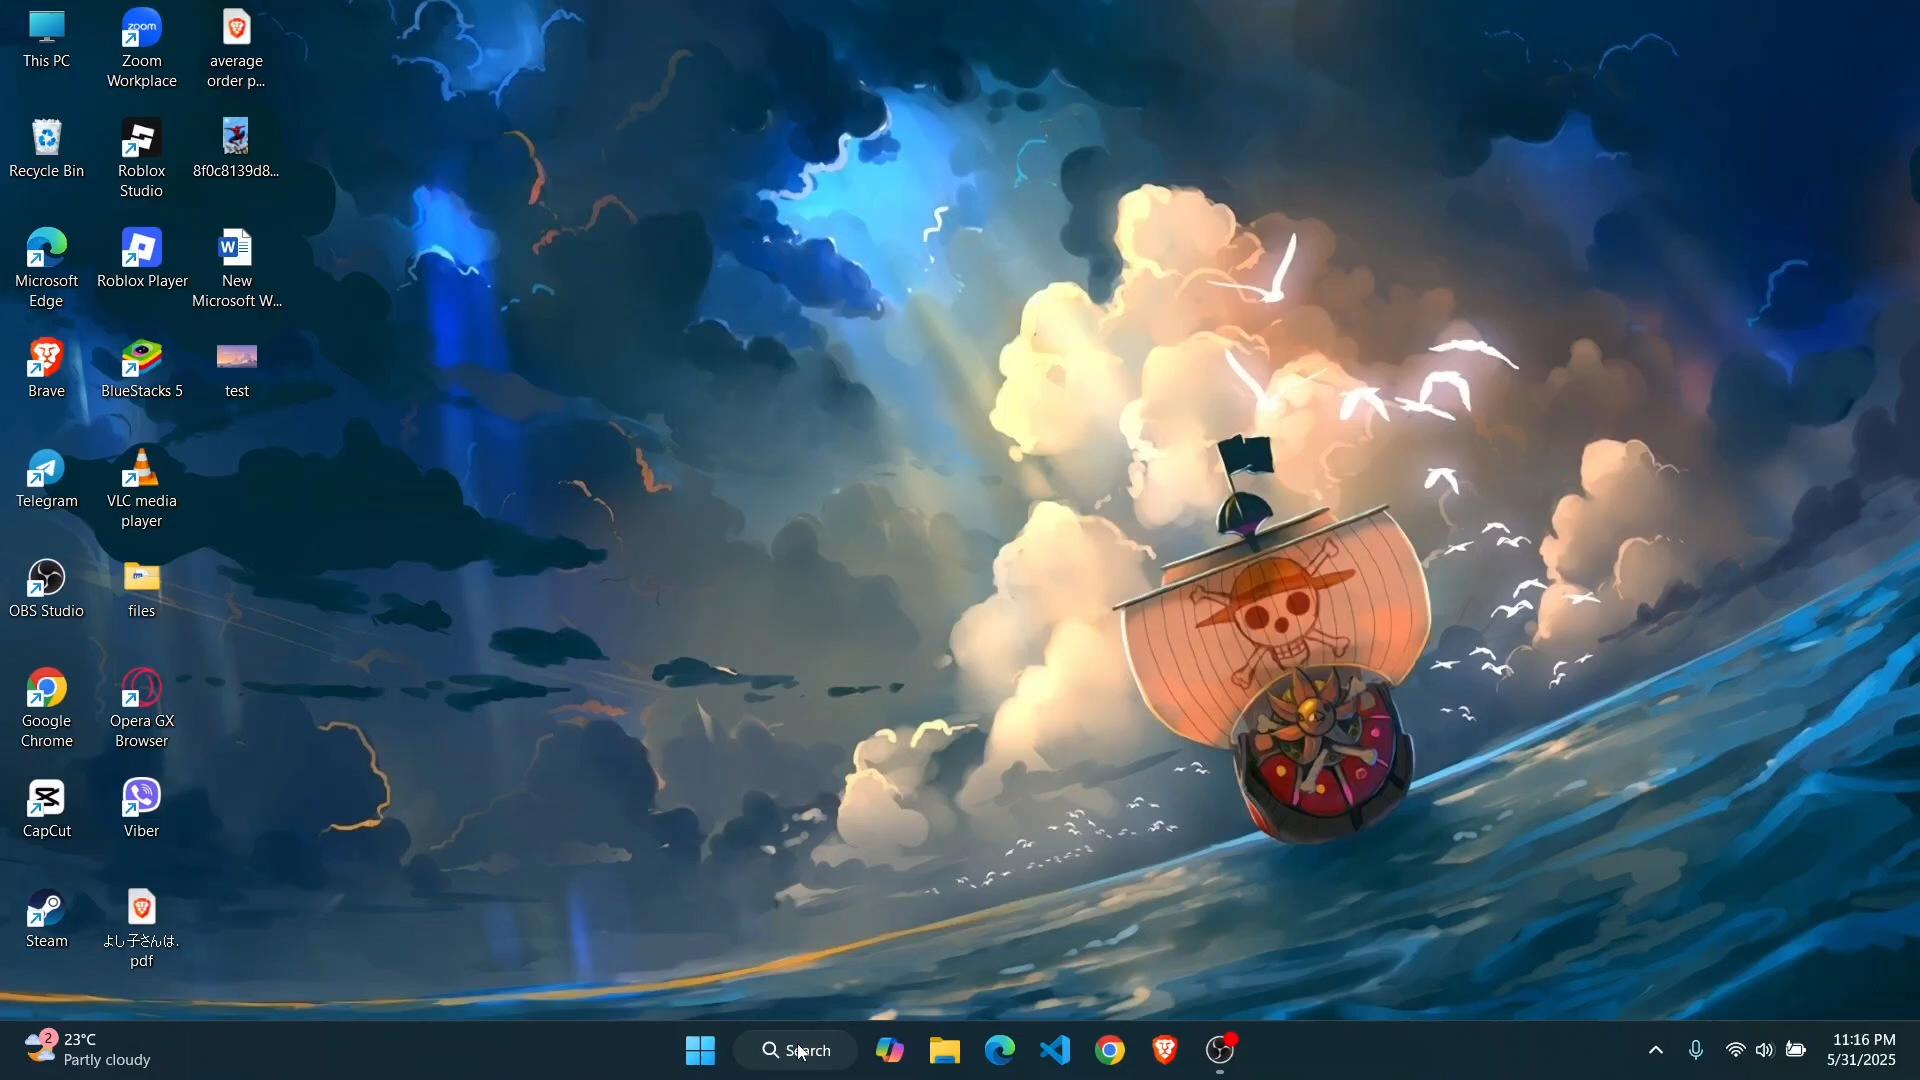 This PC
Zoom
Workplace
average
order p...
Recycle Bin
Roblox
Studio
8f0c8139d8...
Microsoft
Edge
Roblox Player
New
Microsoft W...
Brave
BlueStacks 5
test
Telegram
VLC media
player
OBS Studio
files
Google
Chrome
Opera GX
Browser
CapCut
Viber
Steam
よし子さんは.
pdf
2
23°C
Partly cloudy
Search
11:16 PM
5/31/2025
zoom
W